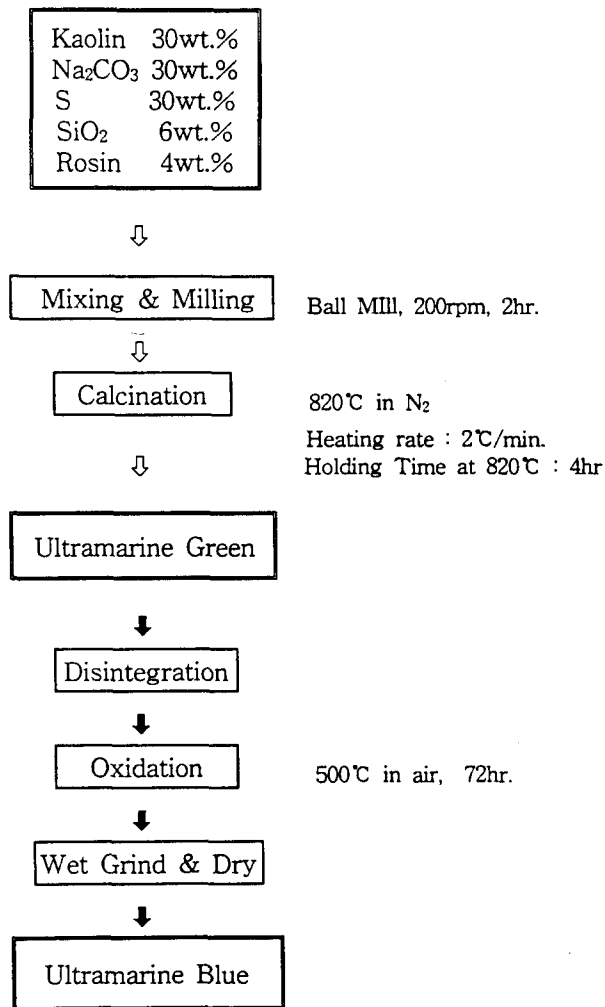 Kaolin 30wt.%
Na₂CO₃ 30wt.%
S 30wt.%
SiO₂ 6wt.%
Rosin 4wt.%
Mixing & Milling
Ball MIll, 200rpm, 2hr.
Calcination
820℃ in N₂
Heating rate : 2℃/min.
Holding Time at 820℃ : 4hr
Ultramarine Green
Disintegration
Oxidation
500℃ in air, 72hr.
Wet Grind & Dry
Ultramarine Blue